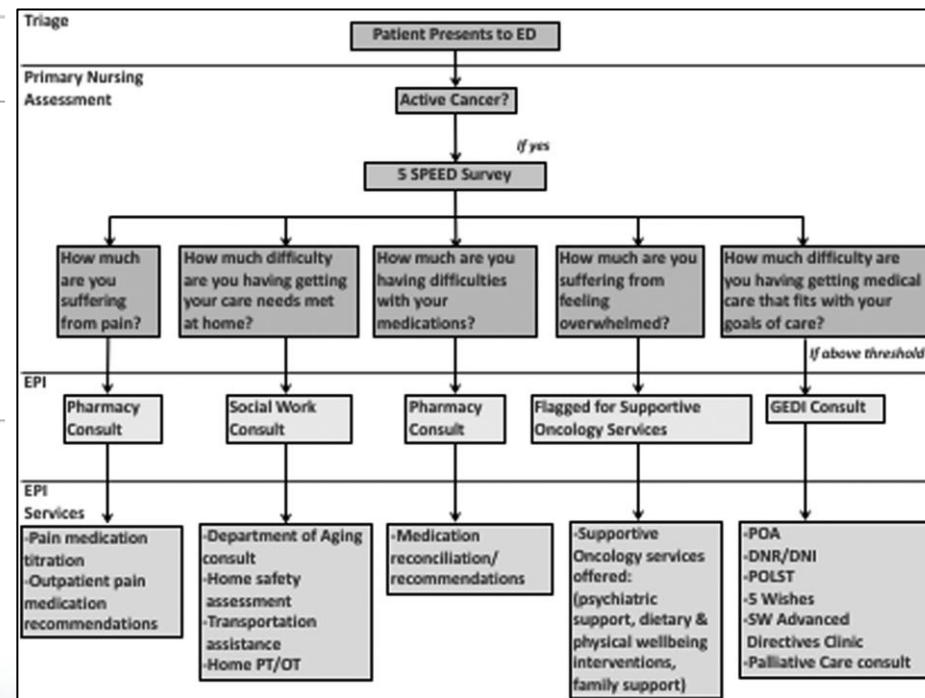 Triage
Patient Presents to ED
Primary Nursing
Assessment
Active Cancer?
If yes
5 SPEED Survey
How much
are you
suffering
from pain?
How much difficulty
are you having getting
your care needs met
at home?
How much are you
having difficulties
with your
medications?
How much are you
suffering from
feeling
overwhelmed?
How much difficulty are
you having getting medical
care that fits with your
goals of care?
If above threshold
EPI
Pharmacy
Consult
Social Work
Consult
Pharmacy
Consult
Flagged for Supportive
Oncology Services
GEDI Consult
EPI
Services
-Pain medication
titration
-Outpatient pain
medication
recommendations
-Department of Aging
consult
-Home safety
assessment
-Transportation
assistance
-Home PT/OT
-Medication
reconciliation/
recommendations
-Supportive
Oncology services
offered:
(psychiatric
support, dietary &
physical wellbeing
interventions,
family support)
-POA
-DNR/DNI
-POLST
-5 Wishes
-SW Advanced
Directives Clinic
-Palliative Care consult